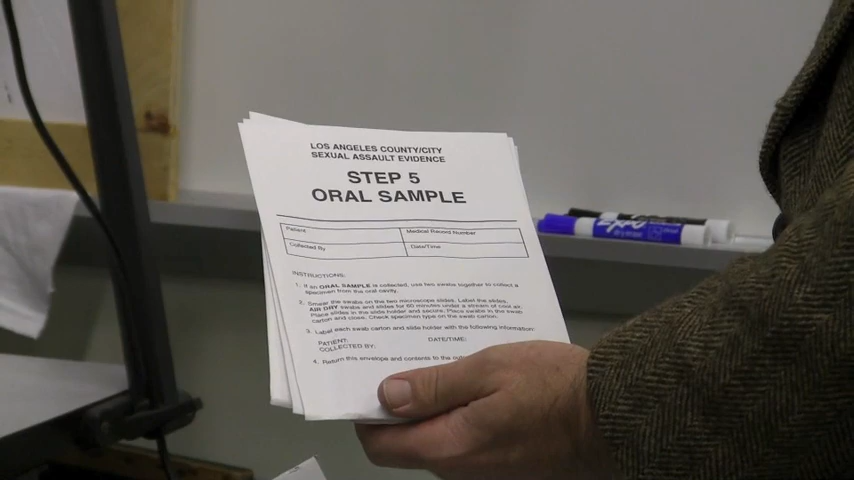 LOS ANGELES COUNTY/CITY
SEXUAL ASSAULT EVIDENCE
STEP 5
ORAL SAMPLE
Patient Medical Record Number
Collected By Date/Time
INSTRUCTIONS:
1. If an ORAL SAMPLE is collected, use two swabs together to collect a
specimen from the oral cavity.
2. Smear the swabs on the two microscope slides. Label the slides.
AIR DRY swabs and slides for 60 minutes under a stream of cool air.
Place slides in the slide holder and secure. Place swabs in the swab
carton and close. Check specimen type on the swab carton.
3. Label each swab carton and slide holder with the following information:
PATIENT: DATE/TIME:
COLLECTED BY:
4. Return this envelope and contents to the
EXPO